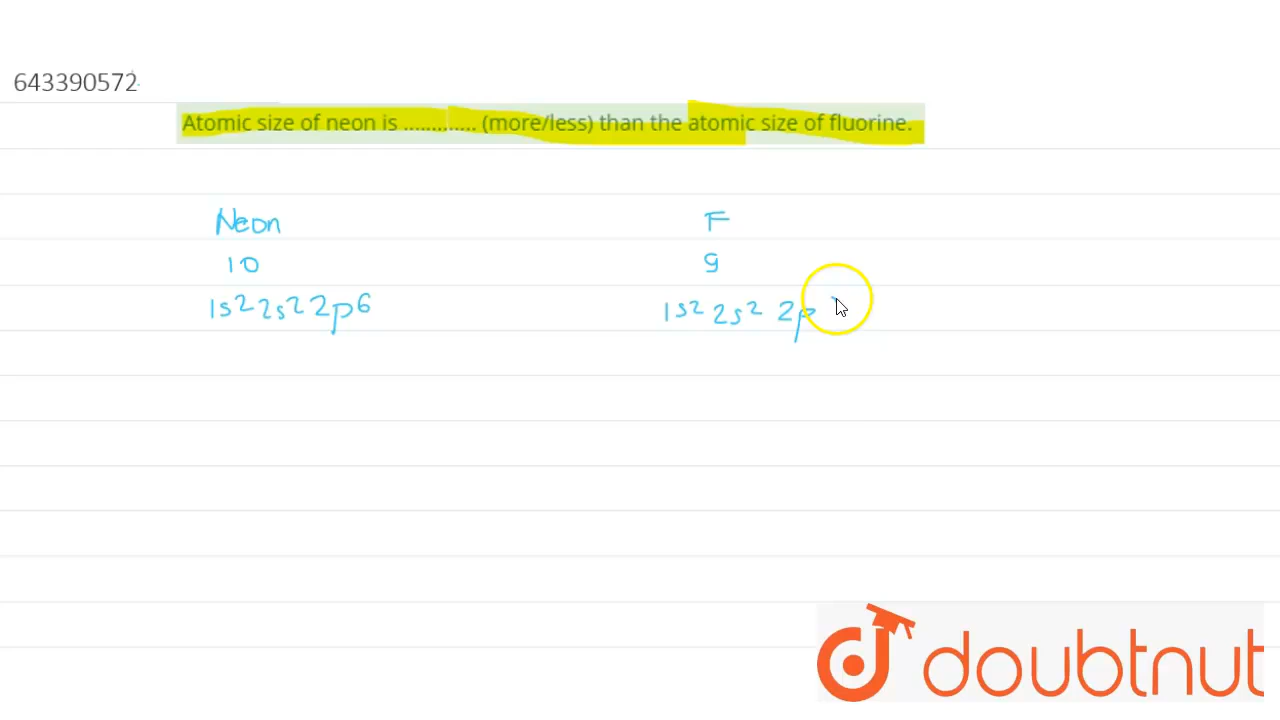 643390572
Atomic size of neon is .............. (more/less) than the atomic size of fluorine.
Neon F
10 9
1s2 2s2 2p6 1s2 2s2 2p
doubtnut